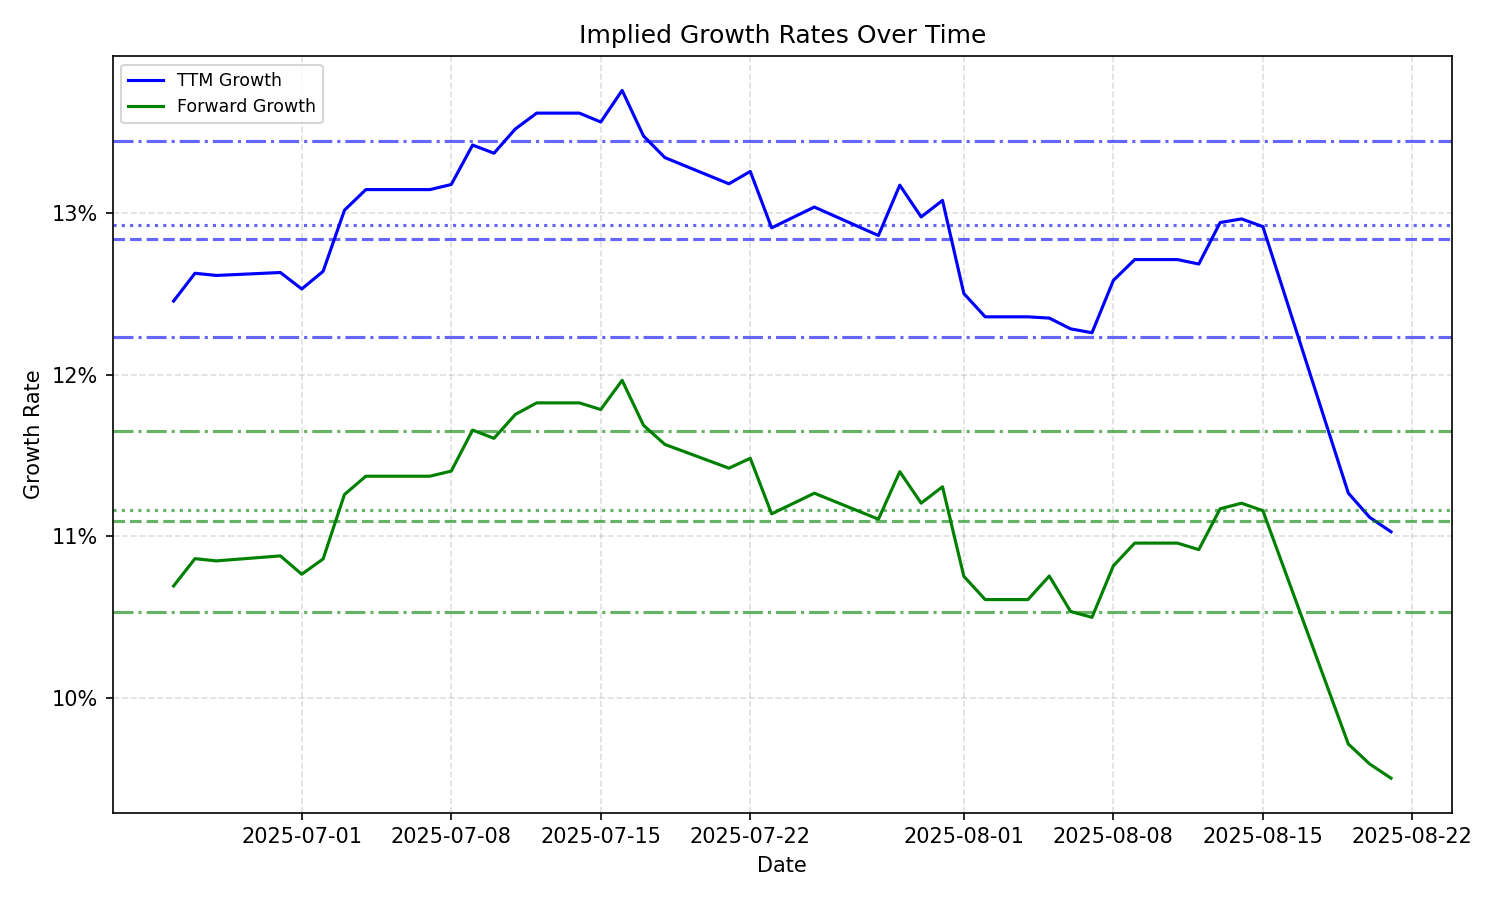 Implied Growth Rates Over Time
TTM Growth
Forward Growth
13%
12%
11%
10%
Growth Rate
2025-07-01
2025-07-08
2025-07-15
2025-07-22
2025-08-01
2025-08-08
2025-08-15
2025-08-22
Date